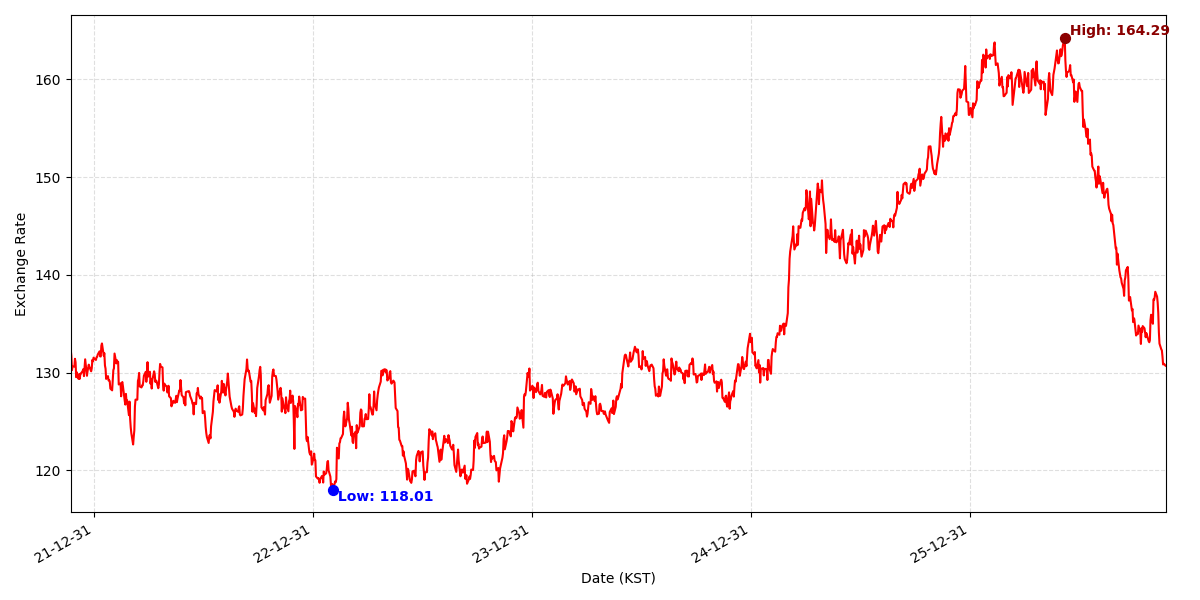 High: 164.29
160
150
140
130
120
Exchange Rate
Low: 118.01
21-12-31
22-12-31
23-12-31
24-12-31
25-12-31
Date (KST)